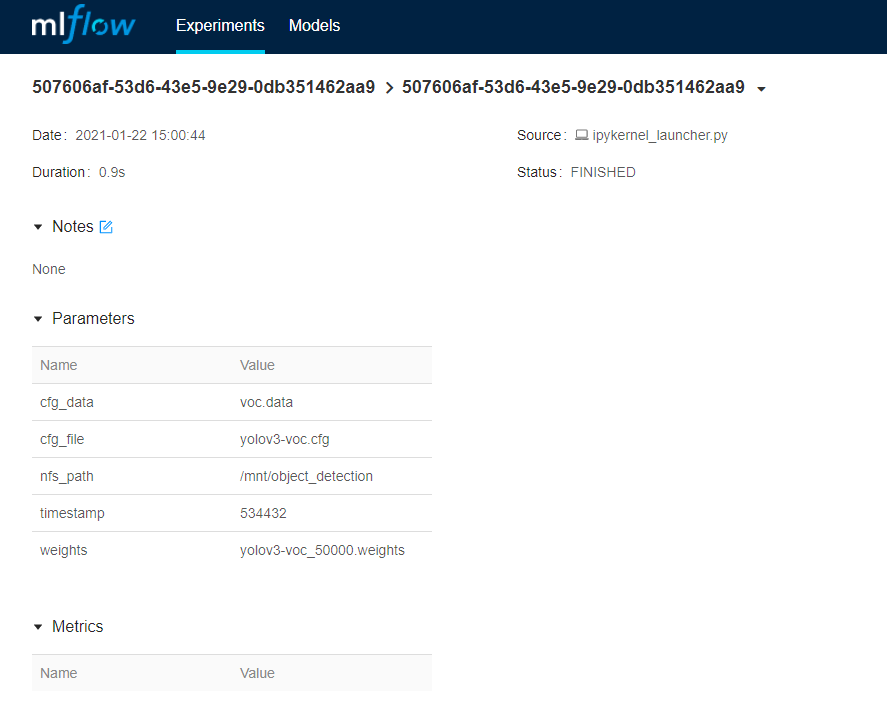 mlflow Experiments Models
507606af-53d6-43e5-9e29-0db351462aa9 > 507606af-53d6-43e5-9e29-0db351462aa9
Date: 2021-01-22 15:00:44 Source: ipykernel_launcher.py
Duration: 0.9s Status: FINISHED
Notes
None
Parameters
Name Value
cfg_data voc.data
cfg_file yolov3-voc.cfg
nfs_path /mnt/object_detection
timestamp 534432
weights yolov3-voc_50000.weights
Metrics
Name Value